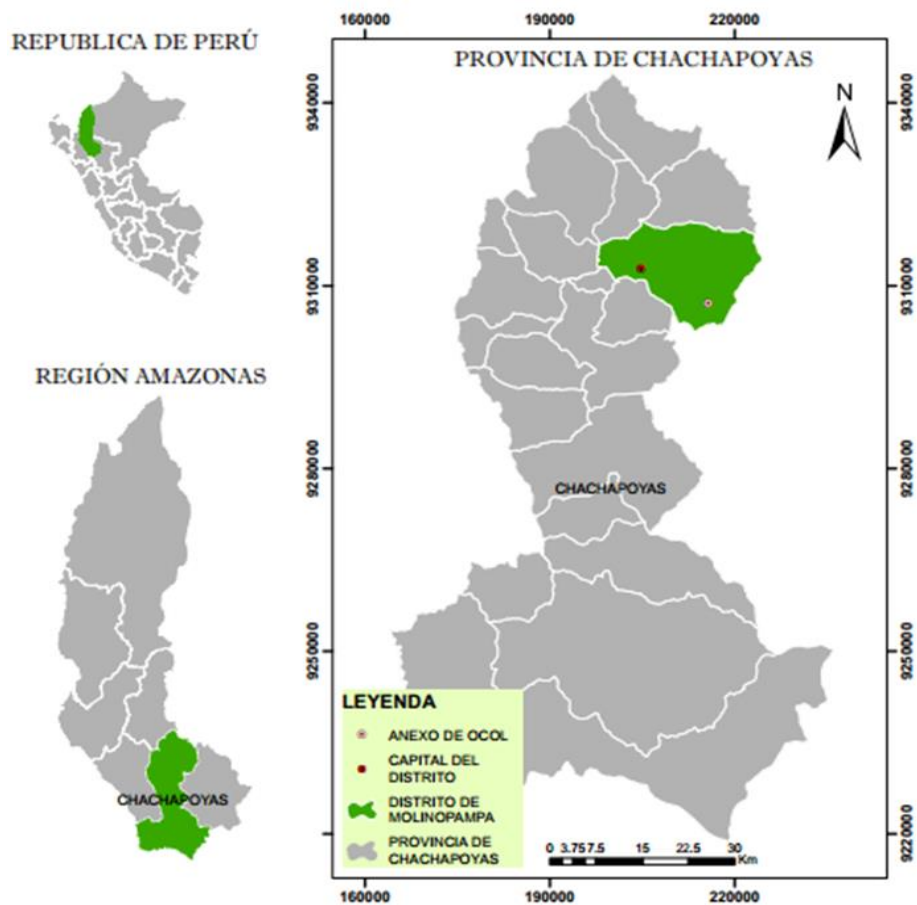 REPUBLICA DE PERÚ
REGIÓN AMAZONAS
CHACHAPOYAS
160000 190000 220000
PROVINCIA DE CHACHAPOYAS
N
9340000 9340000
9310000 9310000
9280000 9280000
CHACHAPOYAS
9250000 9250000
LEYENDA
ANEXO DE OCOL
CAPITAL DEL
DISTRITO
DISTRITO DE
MOLINOPAMPA
PROVINCIA DE
CHACHAPOYAS
0 3.75 7.5 15 22.5 30
Km
9220000 9220000
160000 190000 220000